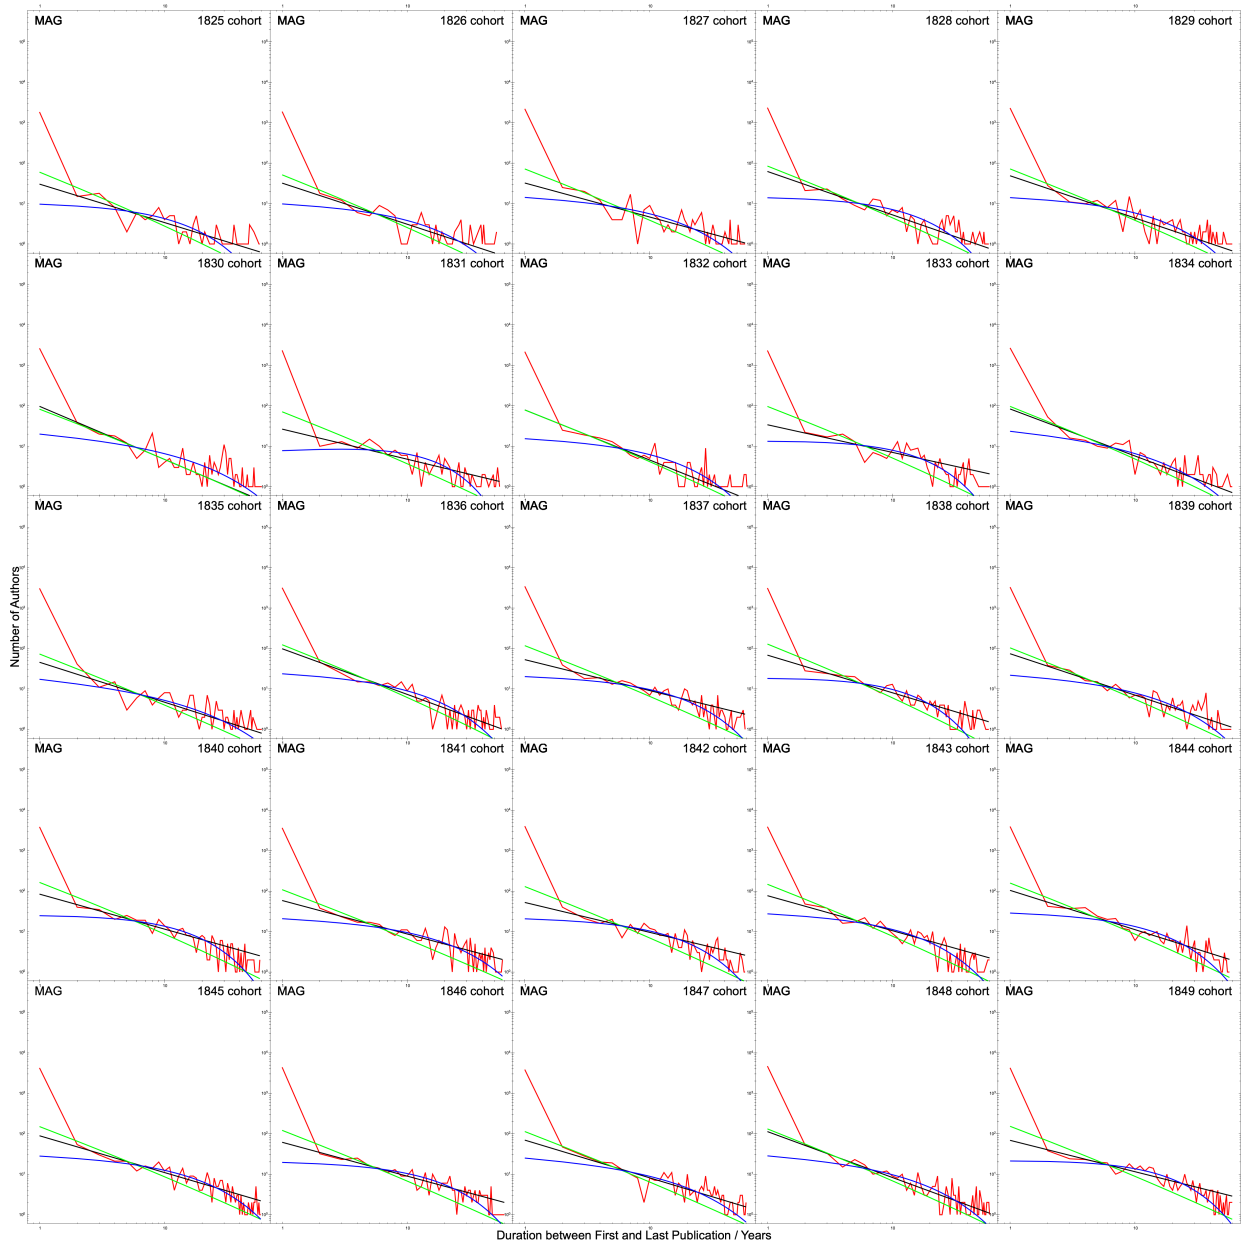 MAG 1825 cohort
MAG 1826 cohort
MAG 1827 cohort
MAG 1828 cohort
MAG 1829 cohort
MAG 1830 cohort
MAG 1831 cohort
MAG 1832 cohort
MAG 1833 cohort
MAG 1834 cohort
MAG 1835 cohort
MAG 1836 cohort
MAG 1837 cohort
MAG 1838 cohort
MAG 1839 cohort
MAG 1840 cohort
MAG 1841 cohort
MAG 1842 cohort
MAG 1843 cohort
MAG 1844 cohort
MAG 1845 cohort
MAG 1846 cohort
MAG 1847 cohort
MAG 1848 cohort
MAG 1849 cohort
Number of Authors
Duration between First and Last Publication / Years